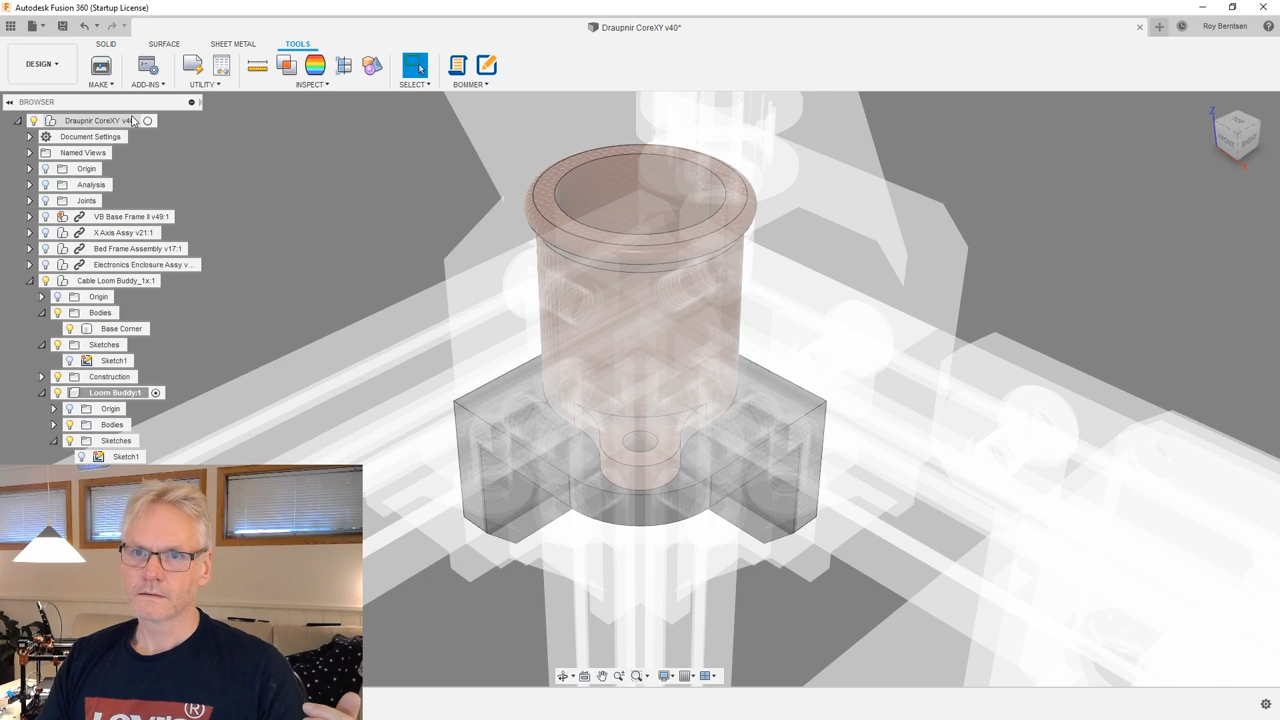 Autodesk Fusion 360 (Startup License)
Draupnir CoreXY v40*
Roy Berntsen
SOLID SURFACE SHEET METAL TOOLS
DESIGN
MAKE ADD-INS UTILITY INSPECT SELECT BOMMER
BROWSER
Draupnir CoreXY v40
Document Settings
Named Views
Origin
Analysis
Joints
VB Base Frame II v49:1
X Axis Assy v21:1
Bed Frame Assembly v17:1
Electronics Enclosure Assy v...
Cable Loom Buddy_1x:1
Origin
Bodies
Base Corner
Sketches
Sketch1
Construction
Loom Buddy:1
Origin
Bodies
Sketches
Sketch1
Z
TOP
FRONT RIGHT
X